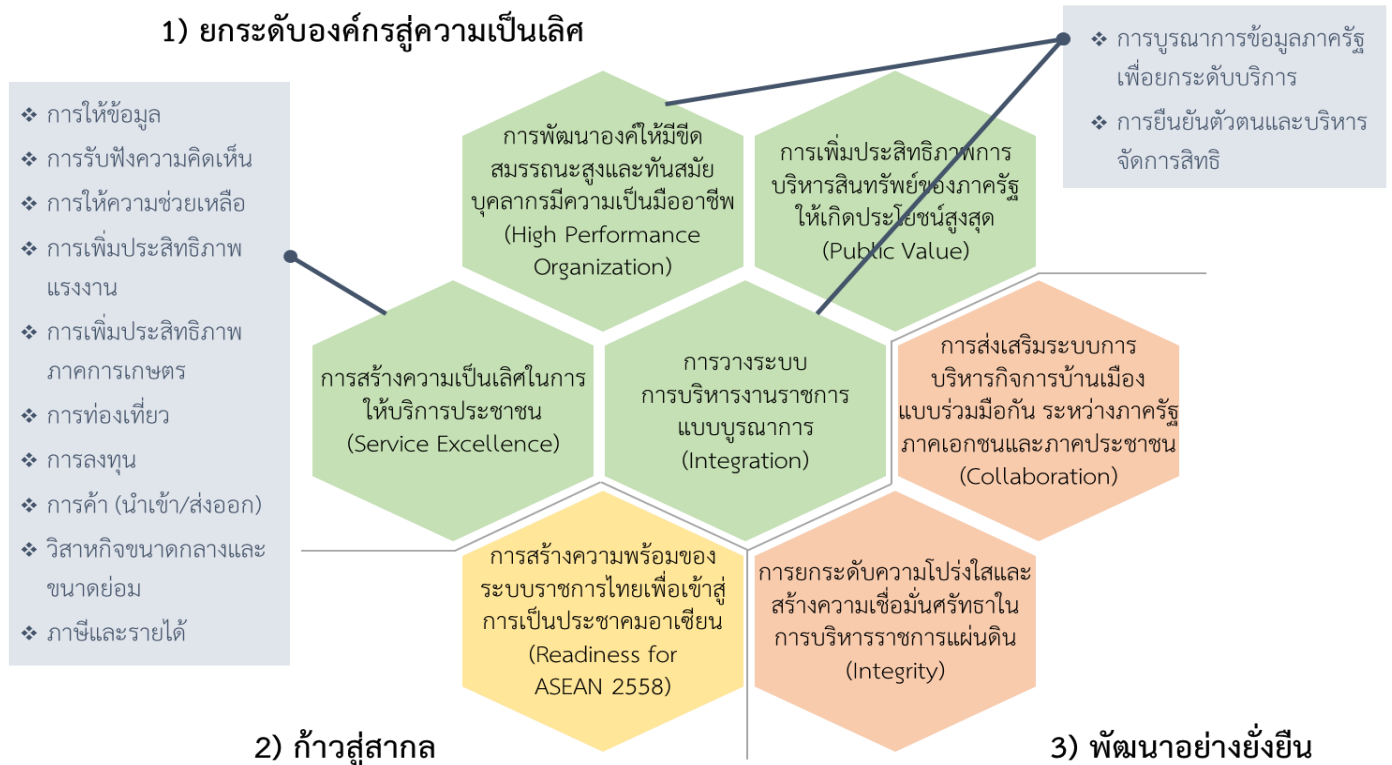 1) ยกระดับองค์กรสู่ความเป็นเลิศ
❖ การให้ข้อมูล
❖ การรับฟังความคิดเห็น
❖ การให้ความช่วยเหลือ
❖ การเพิ่มประสิทธิภาพ
แรงงาน
❖ การเพิ่มประสิทธิภาพ
ภาคการเกษตร
❖ การท่องเที่ยว
❖ การลงทุน
❖ การค้า (นำเข้า/ส่งออก)
❖ วิสาหกิจขนาดกลางและ
ขนาดย่อม
❖ ภาษีและรายได้
❖ การบูรณาการข้อมูลภาครัฐ
เพื่อยกระดับบริการ
❖ การยืนยันตัวตนและบริหาร
จัดการสิทธิ
การพัฒนาองค์ให้มีขีด
สมรรถนะสูงและทันสมัย
บุคลากรมีความเป็นมืออาชีพ
(High Performance
Organization)
การเพิ่มประสิทธิภาพการ
บริหารสินทรัพย์ของภาครัฐ
ให้เกิดประโยชน์สูงสุด
(Public Value)
การสร้างความเป็นเลิศในการ
ให้บริการประชาชน
(Service Excellence)
การวางระบบ
การบริหารงานราชการ
แบบบูรณาการ
(Integration)
การส่งเสริมระบบการ
บริหารกิจการบ้านเมือง
แบบร่วมมือกัน ระหว่างภาครัฐ
ภาคเอกชนและภาคประชาชน
(Collaboration)
การสร้างความพร้อมของ
ระบบราชการไทยเพื่อเข้าสู่
การเป็นประชาคมอาเซียน
(Readiness for
ASEAN 2558)
การยกระดับความโปร่งใสและ
สร้างความเชื่อมั่นศรัทธาใน
การบริหารราชการแผ่นดิน
(Integrity)
2) ก้าวสู่สากล
3) พัฒนาอย่างยั่งยืน